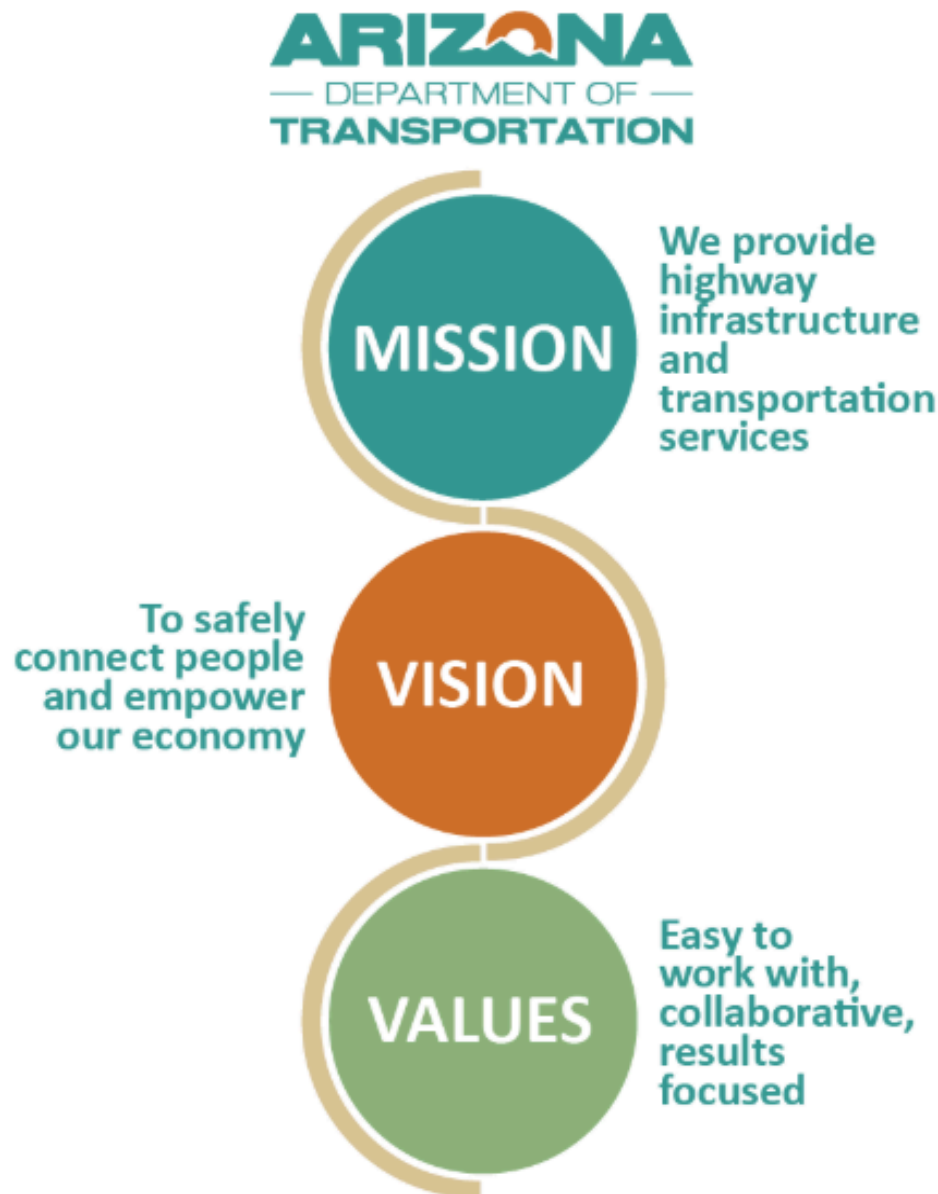 ARIZONA
DEPARTMENT OF
TRANSPORTATION
MISSION
We provide
highway
infrastructure
and
transportation
services
To safely
connect people
and empower
our economy
VISION
VALUES
Easy to
work with,
collaborative,
results
focused